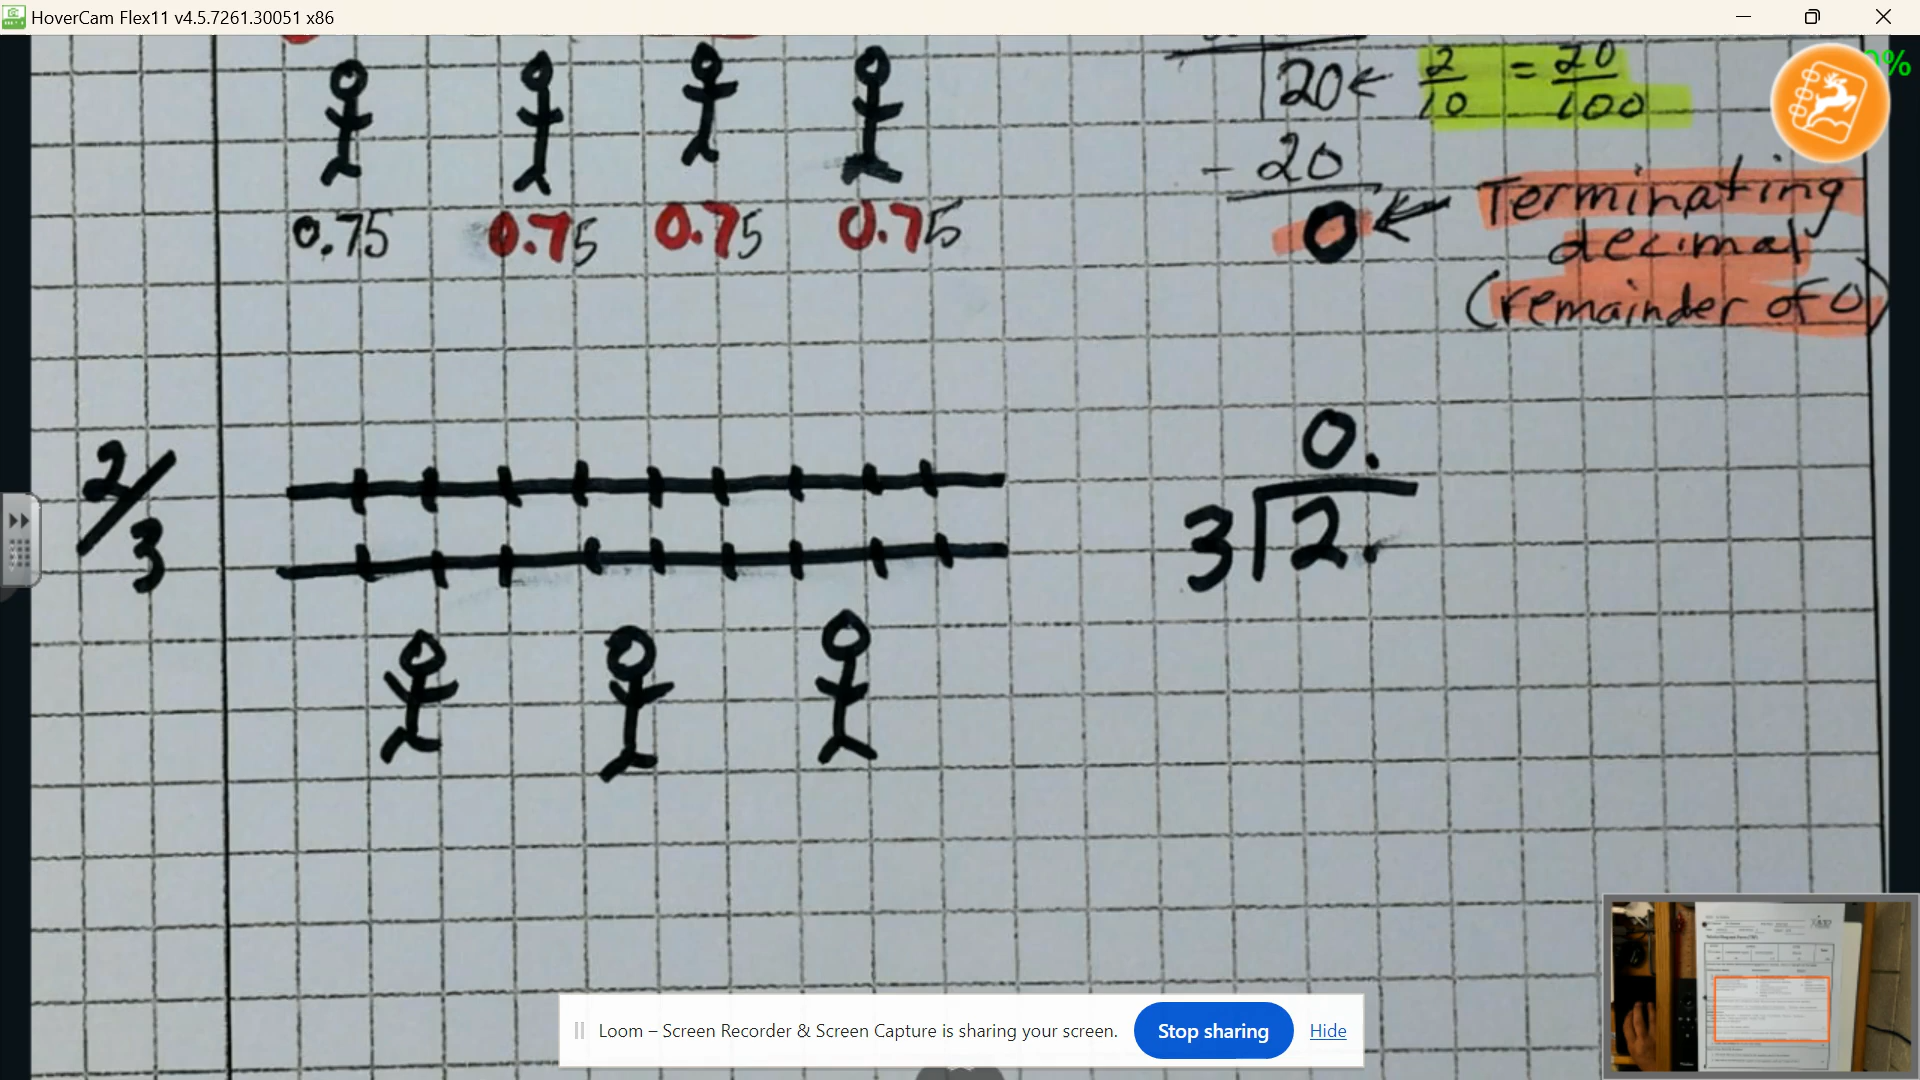 HoverCam Flex11 v4.5.7261.30051 x86
%
20 ← 2/10 = 20/100
- 20
0 ← Terminating
decimal
(remainder of 0)
0.75 0.75 0.75 0.75
0.
2/3
3 2.
Loom – Screen Recorder & Screen Capture is sharing your screen. Stop sharing Hide